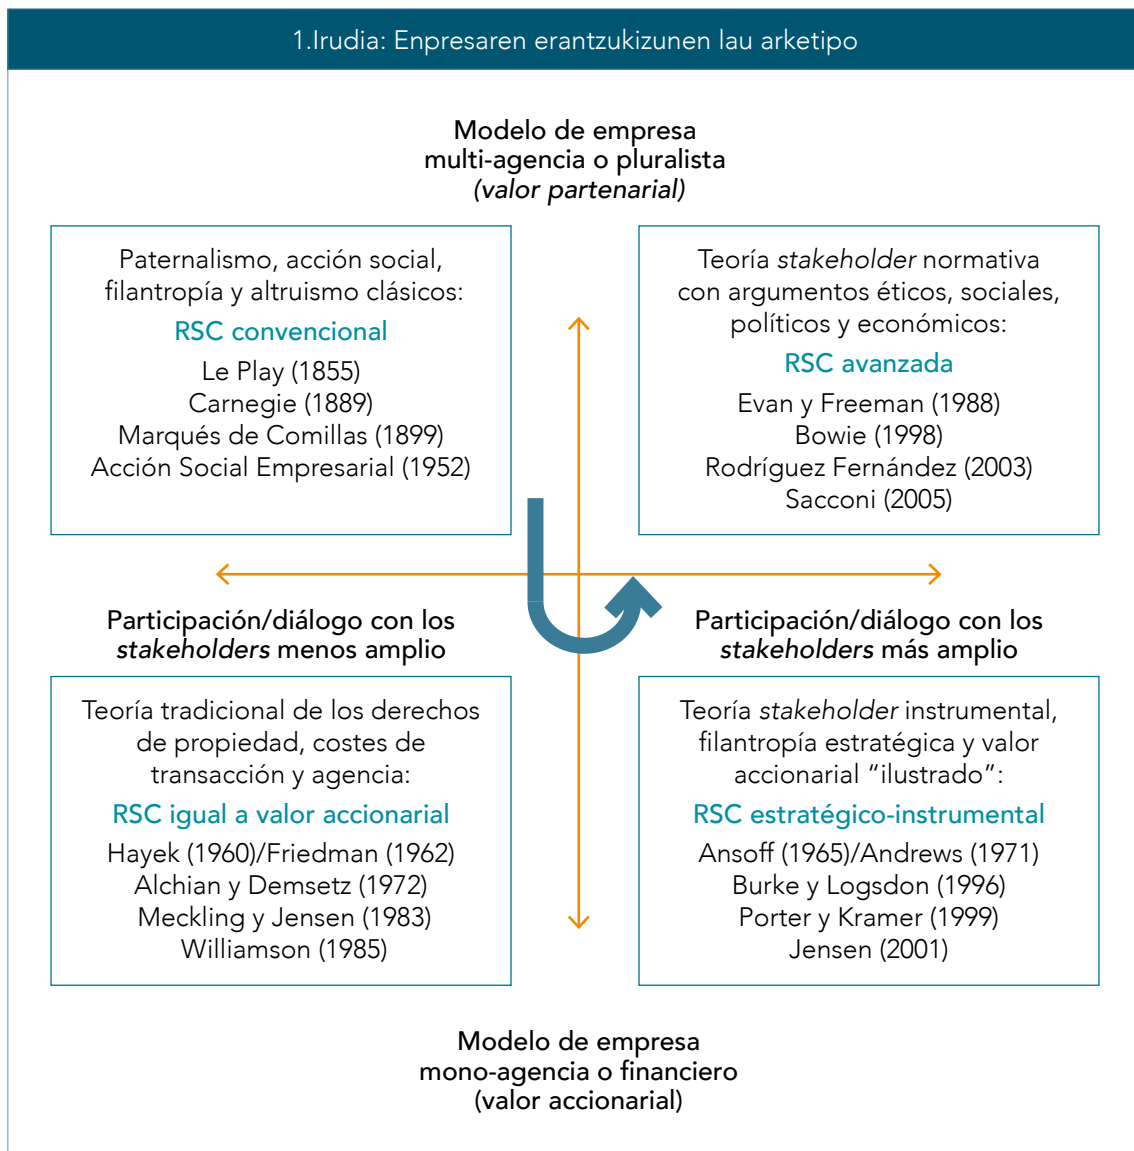 1.Irudia: Enpresaren erantzukizunen lau arketipo
Modelo de empresa
multi-agencia o pluralista
(valor partenarial)
Paternalismo, acción social,
filantropía y altruismo clásicos:
RSC convencional
Le Play (1855)
Carnegie (1889)
Marqués de Comillas (1899)
Acción Social Empresarial (1952)
Teoría stakeholder normativa
con argumentos éticos, sociales,
políticos y económicos:
RSC avanzada
Evan y Freeman (1988)
Bowie (1998)
Rodríguez Fernández (2003)
Sacconi (2005)
Participación/diálogo con los
stakeholders menos amplio
Participación/diálogo con los
stakeholders más amplio
Teoría tradicional de los derechos
de propiedad, costes de
transacción y agencia:
RSC igual a valor accionarial
Hayek (1960)/Friedman (1962)
Alchian y Demsetz (1972)
Meckling y Jensen (1983)
Williamson (1985)
Teoría stakeholder instrumental,
filantropía estratégica y valor
accionarial “ilustrado”:
RSC estratégico-instrumental
Ansoff (1965)/Andrews (1971)
Burke y Logsdon (1996)
Porter y Kramer (1999)
Jensen (2001)
Modelo de empresa
mono-agencia o financiero
(valor accionarial)